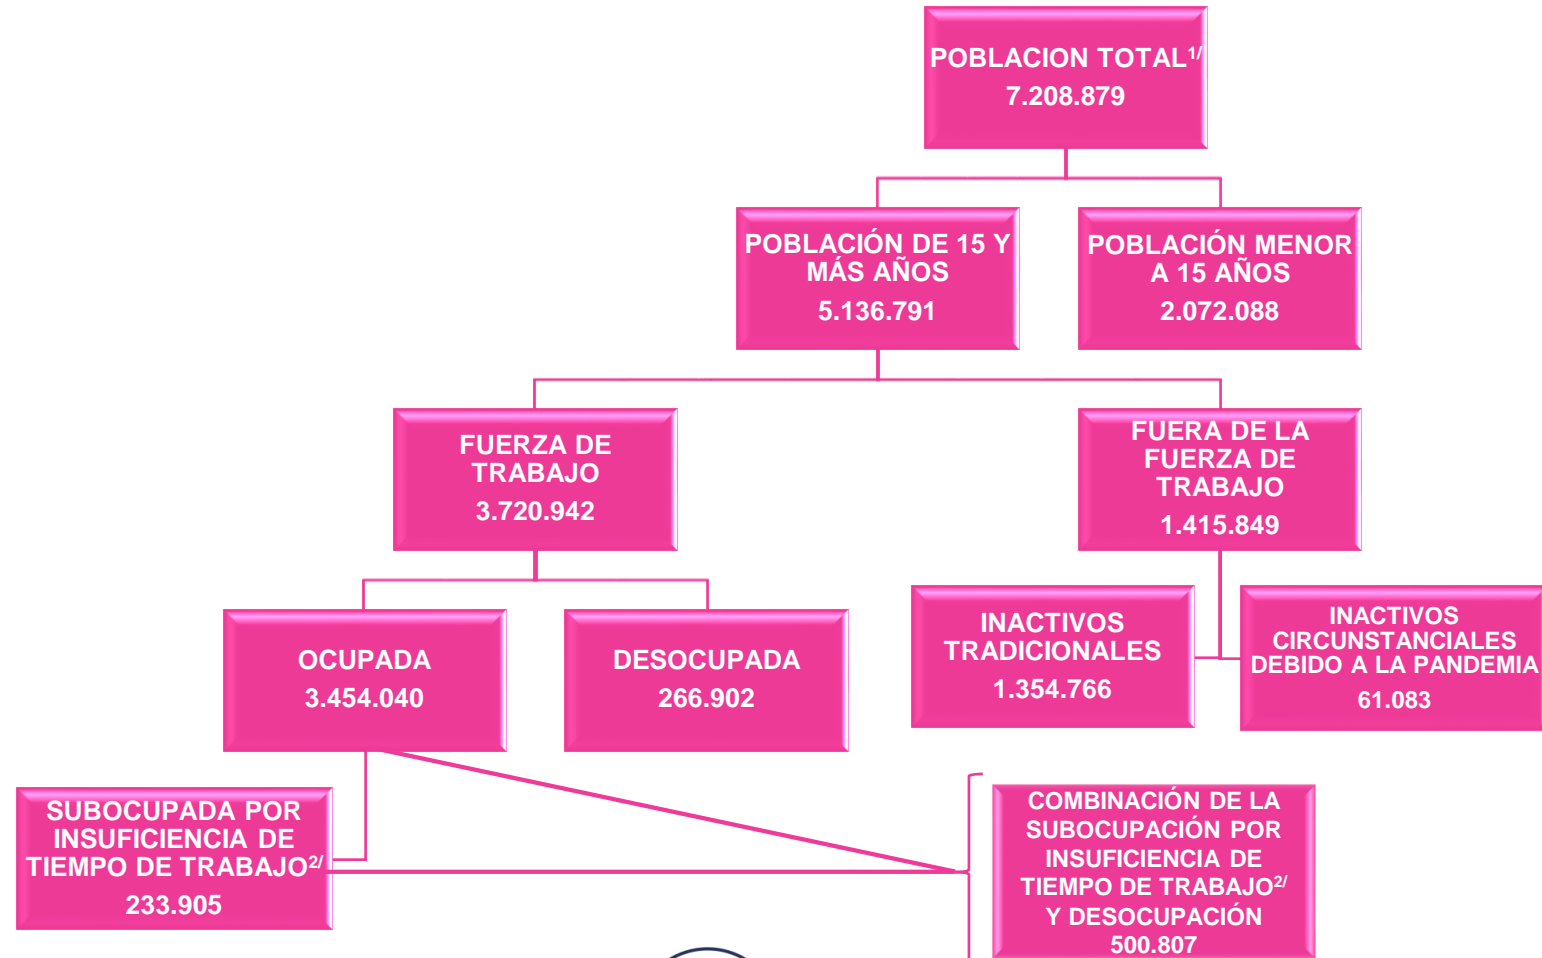 POBLACION TOTAL1/
7.208.879
POBLACIÓN DE 15 Y
MÁS AÑOS
5.136.791
POBLACIÓN MENOR
A 15 AÑOS
2.072.088
FUERZA DE
TRABAJO
3.720.942
FUERA DE LA
FUERZA DE
TRABAJO
1.415.849
OCUPADA
3.454.040
DESOCUPADA
266.902
INACTIVOS
TRADICIONALES
1.354.766
INACTIVOS
CIRCUNSTANCIALES
DEBIDO A LA PANDEMIA
61.083
SUBOCUPADA POR
INSUFICIENCIA DE
TIEMPO DE TRABAJO2/
233.905
COMBINACIÓN DE LA
SUBOCUPACIÓN POR
INSUFICIENCIA DE
TIEMPO DE TRABAJO2/
Y DESOCUPACIÓN
500.807